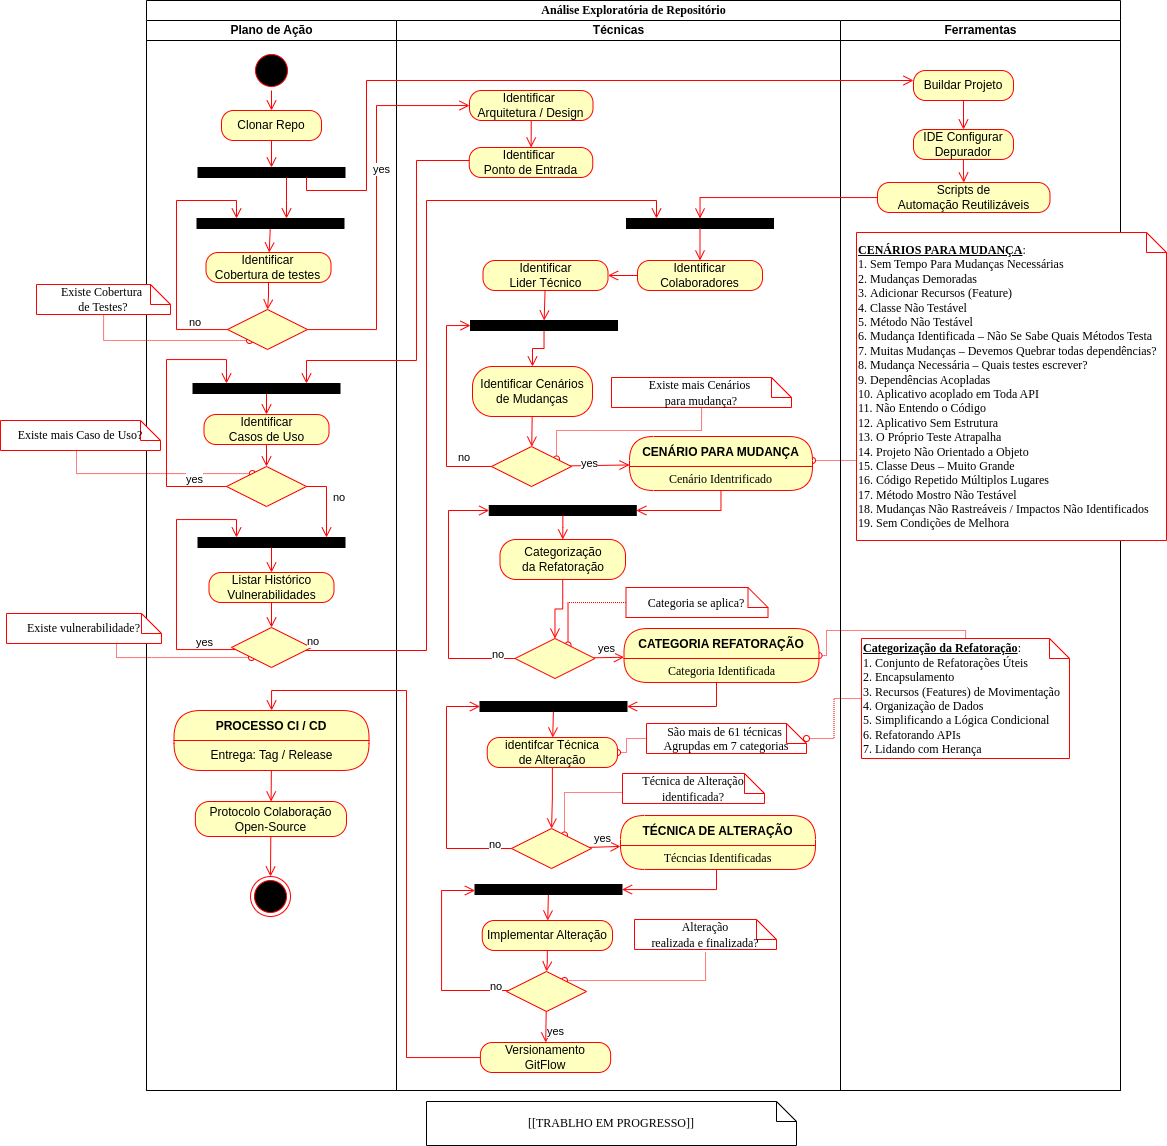 Análise Exploratória de Repositório
Plano de Ação
Técnicas
Ferramentas
Clonar Repo
Identificar
Arquitetura / Design
Buildar Projeto
IDE Configurar
Depurador
Scripts de
Automação Reutilizáveis
Identificar
Ponto de Entrada
yes
Identificar
Cobertura de testes
Existe Cobertura
de Testes?
no
Identificar
Lider Técnico
Identificar
Colaboradores
CENÁRIOS PARA MUDANÇA:
1. Sem Tempo Para Mudanças Necessárias
2. Mudanças Demoradas
3. Adicionar Recursos (Feature)
4. Classe Não Testável
5. Método Não Testável
6. Mudança Identificada – Não Se Sabe Quais Métodos Testa
7. Muitas Mudanças – Devemos Quebrar todas dependências?
8. Mudança Necessária – Quais testes escrever?
9. Dependências Acopladas
10. Aplicativo acoplado em Toda API
11. Não Entendo o Código
12. Aplicativo Sem Estrutura
13. O Próprio Teste Atrapalha
14. Projeto Não Orientado a Objeto
15. Classe Deus – Muito Grande
16. Código Repetido Múltiplos Lugares
17. Método Mostro Não Testável
18. Mudanças Não Rastreáveis / Impactos Não Identificados
19. Sem Condições de Melhora
Identificar Cenários
de Mudanças
Existe mais Cenários
para mudança?
no
yes
CENÁRIO PARA MUDANÇA
Cenário Identrificado
Identificar
Casos de Uso
Existe mais Caso de Uso?
yes
no
Categorização
da Refatoração
Categoria se aplica?
Listar Histórico
Vulnerabilidades
Existe vulnerabilidade?
yes
no
no
yes
CATEGORIA REFATORAÇÃO
Categoria Identificada
Categorização da Refatoração:
1. Conjunto de Refatorações Úteis
2. Encapsulamento
3. Recursos (Features) de Movimentação
4. Organização de Dados
5. Simplificando a Lógica Condicional
6. Refatorando APIs
7. Lidando com Herança
PROCESSO CI / CD
Entrega: Tag / Release
identifcar Técnica
de Alteração
São mais de 61 técnicas
Agrupdas em 7 categorias
Técnica de Alteração
identificada?
Protocolo Colaboração
Open-Source
no
yes
TÉCNICA DE ALTERAÇÃO
Técncias Identificadas
Implementar Alteração
Alteração
realizada e finalizada?
no
yes
Versionamento
GitFlow
[[TRABLHO EM PROGRESSO]]